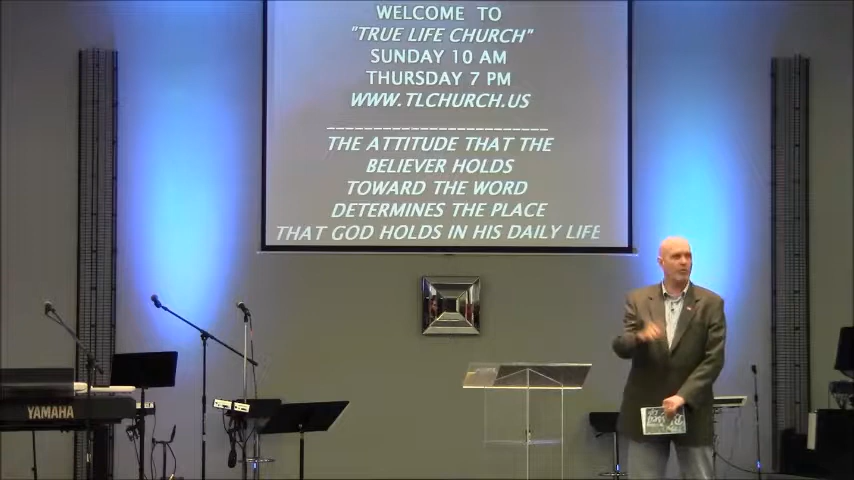 WELCOME TO
"TRUE LIFE CHURCH"
SUNDAY 10 AM
THURSDAY 7 PM
WWW.TLCHURCH.US
THE ATTITUDE THAT THE
BELIEVER HOLDS
TOWARD THE WORD
DETERMINES THE PLACE
THAT GOD HOLDS IN HIS DAILY LIFE
YAMAHA